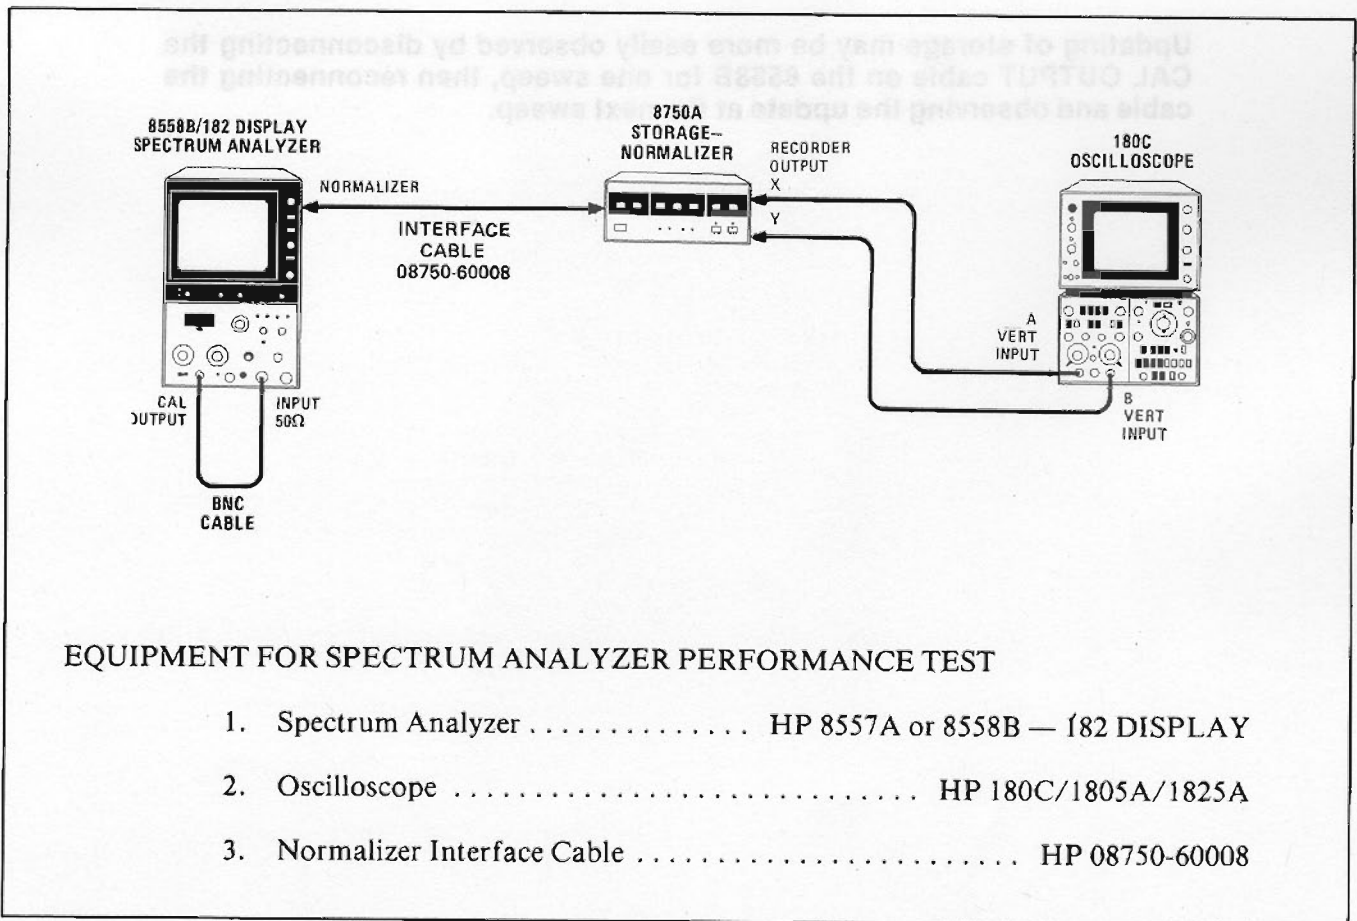 Updating of storage may be more easily observed by disconnecting the
CAL OUTPUT cable on the 8558B for one sweep, then reconnecting the
cable and observing the update at the next sweep.
8558B/182 DISPLAY
SPECTRUM ANALYZER
NORMALIZER
INTERFACE
CABLE
08750-60008
8750A
STORAGE–
NORMALIZER
RECORDER
OUTPUT
X
Y
180C
OSCILLOSCOPE
A
VERT
INPUT
B
VERT
INPUT
CAL
OUTPUT
INPUT
50Ω
BNC
CABLE
EQUIPMENT FOR SPECTRUM ANALYZER PERFORMANCE TEST
1. Spectrum Analyzer . . . . . . . . . . . . . . HP 8557A or 8558B — 182 DISPLAY
2. Oscilloscope . . . . . . . . . . . . . . . . . . . . . . . . . . . . . HP 180C/1805A/1825A
3. Normalizer Interface Cable . . . . . . . . . . . . . . . . . . . . . . . . HP 08750-60008